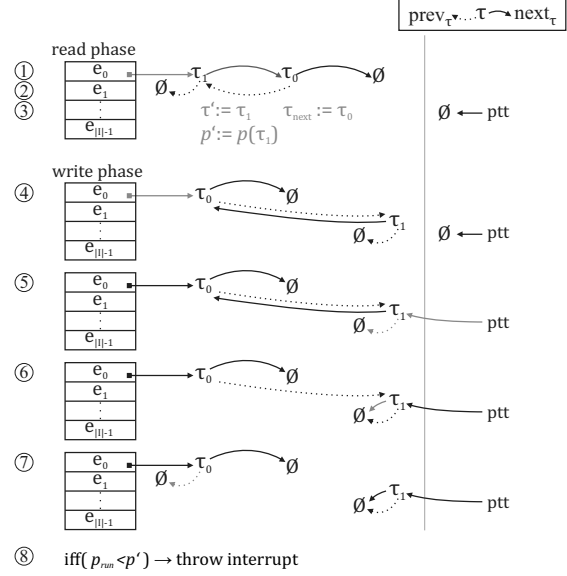 prev_τ τ next_τ
read phase
① e_0 τ_1 τ_0 Ø
② e_1 Ø
③ ⋮ τ‘:= τ_1 τ_next := τ_0 Ø ptt
e_|I|-1 p‘:= p(τ_1)
write phase
④ e_0 τ_0 Ø
e_1 τ_1
⋮ Ø Ø ptt
e_|I|-1
⑤ e_0 τ_0 Ø
e_1 τ_1
⋮ Ø ptt
e_|I|-1
⑥ e_0 τ_0 Ø
e_1 τ_1
⋮ Ø ptt
e_|I|-1
⑦ e_0 τ_0 Ø
e_1 Ø τ_1
⋮ Ø ptt
e_|I|-1
⑧ iff( p_run <p‘ ) → throw interrupt